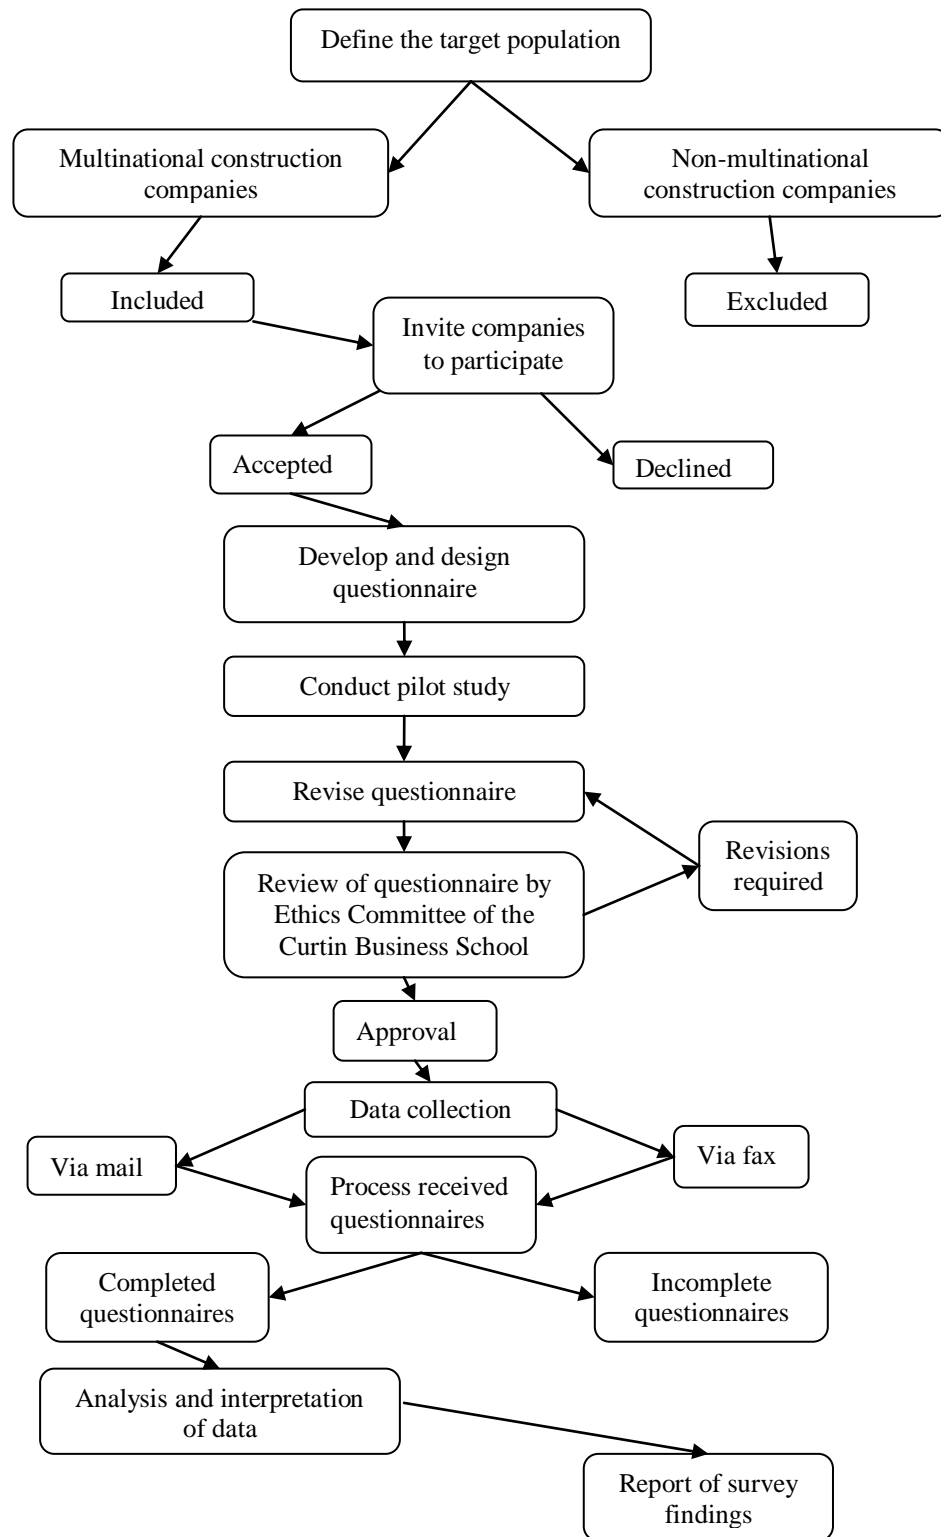 Define the target population
Multinational construction
companies
Non-multinational
construction companies
Included
Excluded
Invite companies
to participate
Accepted
Declined
Develop and design
questionnaire
Conduct pilot study
Revise questionnaire
Revisions
required
Review of questionnaire by
Ethics Committee of the
Curtin Business School
Approval
Data collection
Via mail
Via fax
Process received
questionnaires
Completed
questionnaires
Incomplete
questionnaires
Analysis and interpretation
of data
Report of survey
findings